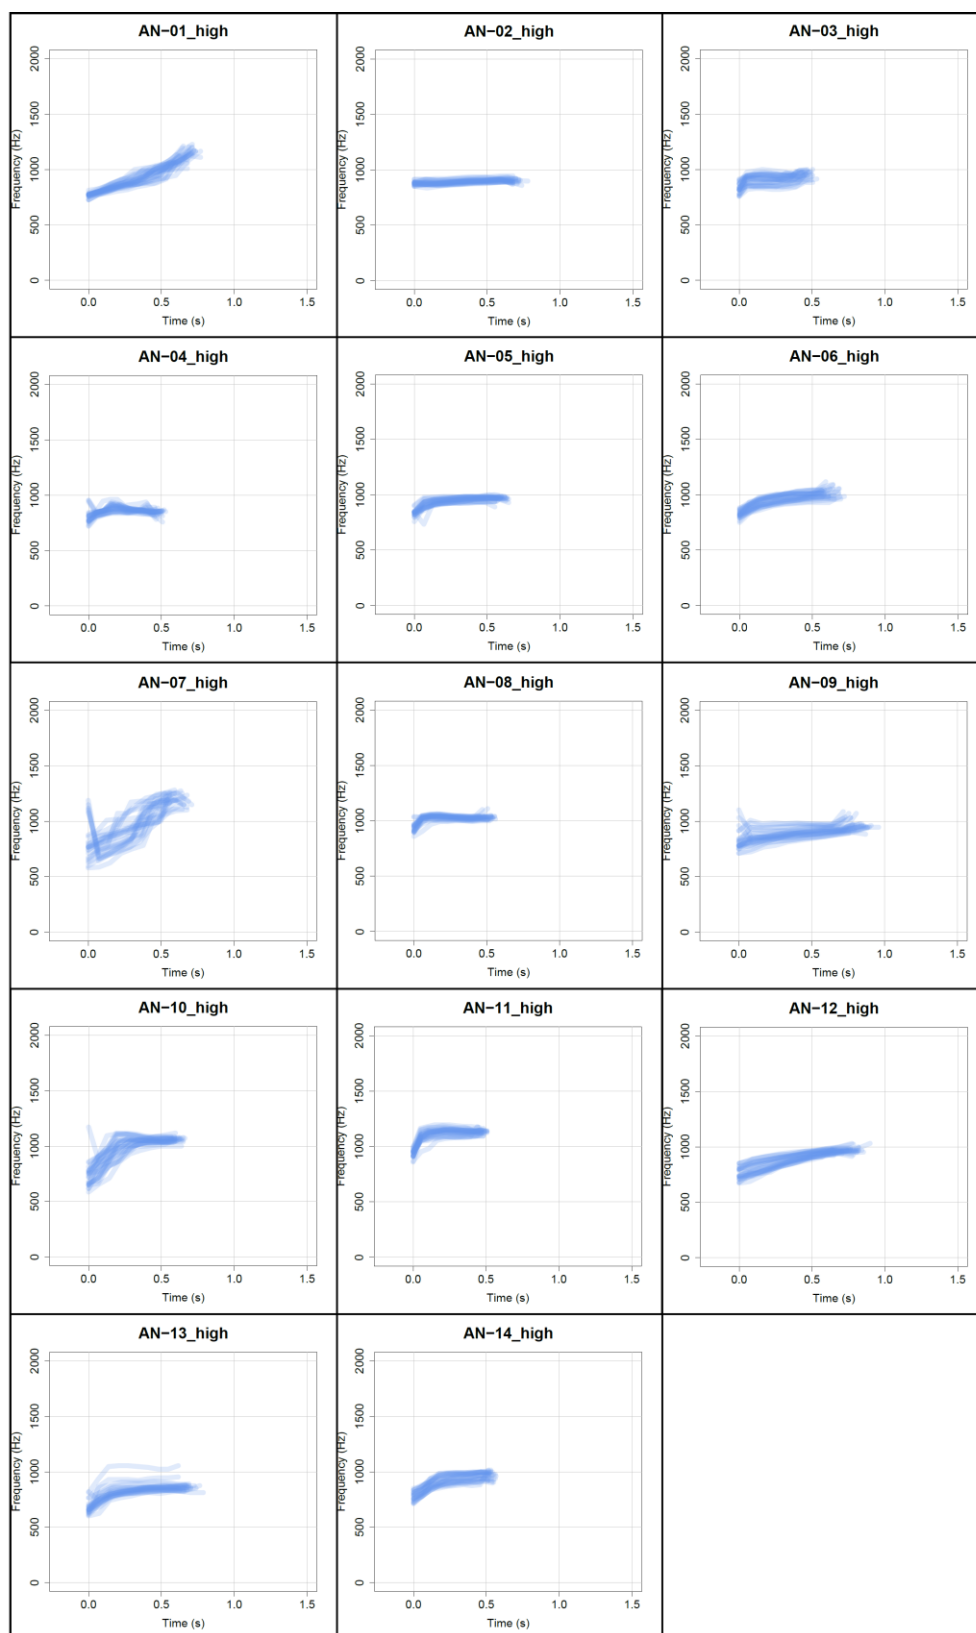 AN−01_high
Frequency (Hz)
2000
1500
1000
500
0
0.0 0.5 1.0 1.5
Time (s)
AN−02_high
Frequency (Hz)
2000
1500
1000
500
0
0.0 0.5 1.0 1.5
Time (s)
AN−03_high
Frequency (Hz)
2000
1500
1000
500
0
0.0 0.5 1.0 1.5
Time (s)
AN−04_high
Frequency (Hz)
2000
1500
1000
500
0
0.0 0.5 1.0 1.5
Time (s)
AN−05_high
Frequency (Hz)
2000
1500
1000
500
0
0.0 0.5 1.0 1.5
Time (s)
AN−06_high
Frequency (Hz)
2000
1500
1000
500
0
0.0 0.5 1.0 1.5
Time (s)
AN−07_high
Frequency (Hz)
2000
1500
1000
500
0
0.0 0.5 1.0 1.5
Time (s)
AN−08_high
Frequency (Hz)
2000
1500
1000
500
0
0.0 0.5 1.0 1.5
Time (s)
AN−09_high
Frequency (Hz)
2000
1500
1000
500
0
0.0 0.5 1.0 1.5
Time (s)
AN−10_high
Frequency (Hz)
2000
1500
1000
500
0
0.0 0.5 1.0 1.5
Time (s)
AN−11_high
Frequency (Hz)
2000
1500
1000
500
0
0.0 0.5 1.0 1.5
Time (s)
AN−12_high
Frequency (Hz)
2000
1500
1000
500
0
0.0 0.5 1.0 1.5
Time (s)
AN−13_high
Frequency (Hz)
2000
1500
1000
500
0
0.0 0.5 1.0 1.5
Time (s)
AN−14_high
Frequency (Hz)
2000
1500
1000
500
0
0.0 0.5 1.0 1.5
Time (s)